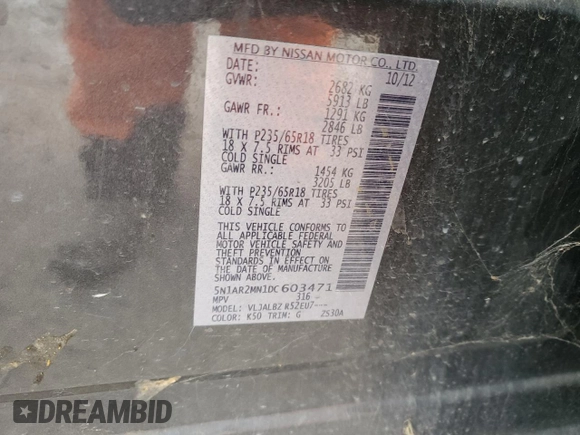 MFD BY NISSAN MOTOR CO., LTD.
DATE: 10/12
GVWR: 2682 KG
5913 LB
GAWR FR.: 1291 KG
2846 LB
WITH P235/65R18 TIRES
18 X 7.5 RIMS AT 33 PSI
COLD SINGLE
GAWR RR.: 1454 KG
3205 LB
WITH P235/65R18 TIRES
18 X 7.5 RIMS AT 33 PSI
COLD SINGLE
THIS VEHICLE CONFORMS TO
ALL APPLICABLE FEDERAL
MOTOR VEHICLE SAFETY AND
THEFT PREVENTION
STANDARDS IN EFFECT ON
THE DATE OF MANUFACTURE
SHOWN ABOVE.
5N1AR2MN1DC603471
MPV 316
MODEL: VLJALBZ R52EU7---
COLOR: K50 TRIM: G 2530A
DREAMBID